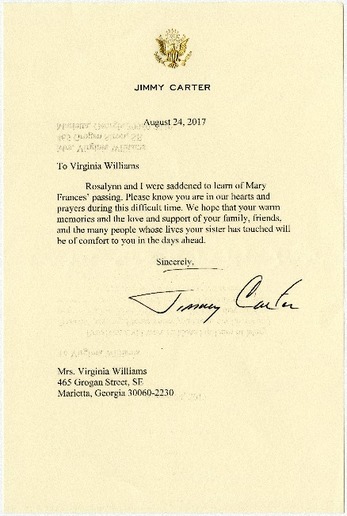 JIMMY CARTER
August 24, 2017
To Virginia Williams
Rosalynn and I were saddened to learn of Mary
Frances' passing. Please know you are in our hearts and
prayers during this difficult time. We hope that your warm
memories and the love and support of your family, friends,
and the many people whose lives your sister has touched will
be of comfort to you in the days ahead.
Sincerely,
Jimmy Carter
Mrs. Virginia Williams
465 Grogan Street, SE
Marietta, Georgia 30060-2230